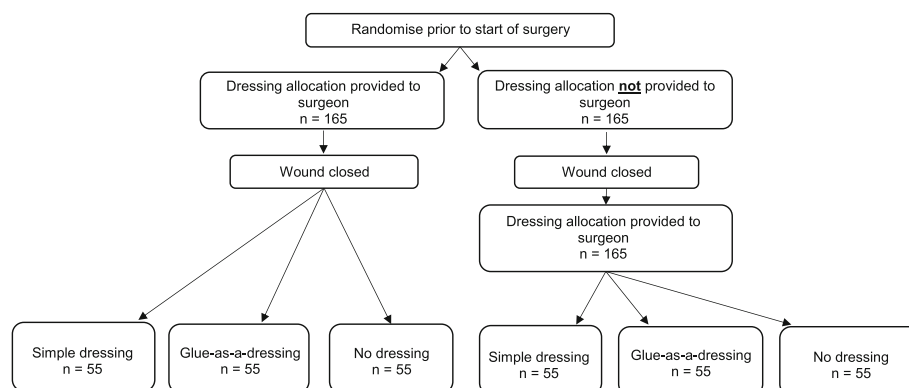 Randomise prior to start of surgery
Dressing allocation provided to
surgeon
n = 165
Dressing allocation not provided to
surgeon
n = 165
Wound closed
Wound closed
Dressing allocation provided to
surgeon
n = 165
Simple dressing
n = 55
Glue-as-a-dressing
n = 55
No dressing
n = 55
Simple dressing
n = 55
Glue-as-a-dressing
n = 55
No dressing
n = 55